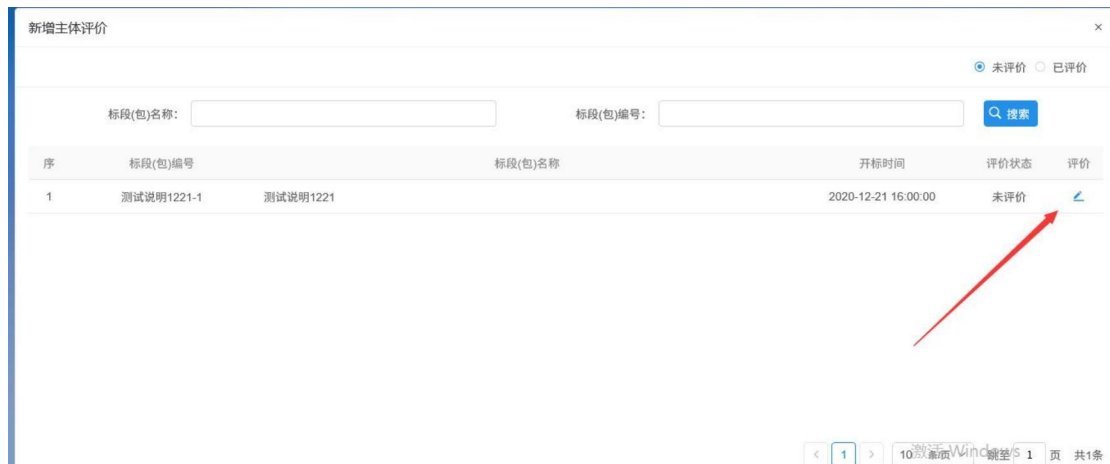 新增主体评价 ×
未评价 已评价
标段(包)名称： 标段(包)编号： 搜索
序 标段(包)编号 标段(包)名称 开标时间 评价状态 评价
1 测试说明1221-1 测试说明1221 2020-12-21 16:00:00 未评价
< 1 > 10 条/页 跳至 1 页 共1条
激活 Windows